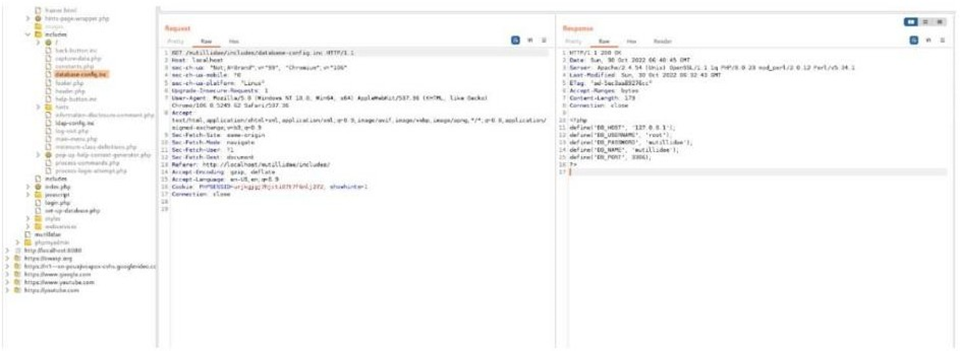 frame.html
hints-page-wrapper.php
images
includes
/
back-button.inc
capture-data.php
constants.php
database-config.inc
footer.php
header.php
help-button.inc
hints
information-disclosure-comment.php
ldap-config.inc
log-visit.php
main-menu.php
minimum-class-definitions.php
pop-up-help-context-generator.php
process-commands.php
process-login-attempt.php
includes
index.php
javascript
login.php
set-up-database.php
styles
webservices
mutillidae
phpmyadmin
http://localhost:8080
https://owasp.org
https://www.google.com
https://www.youtube.com
https://youtube.com
Request
Pretty Raw Hex
1 GET /mutillidae/includes/database-config.inc HTTP/1.1
2 Host: localhost
3 sec-ch-ua: "Not;A=Brand";v="99", "Chromium";v="106"
4 sec-ch-ua-mobile: ?0
5 sec-ch-ua-platform: "Linux"
6 Upgrade-Insecure-Requests: 1
7 User-Agent: Mozilla/5.0 (Windows NT 10.0; Win64; x64) AppleWebKit/537.36 (KHTML, like Gecko)
Chrome/106.0.5249.62 Safari/537.36
8 Accept:
text/html,application/xhtml+xml,application/xml;q=0.9,image/avif,image/webp,image/apng,*/*;q=0.8,application/
signed-exchange;v=b3;q=0.9
9 Sec-Fetch-Site: same-origin
10 Sec-Fetch-Mode: navigate
11 Sec-Fetch-User: ?1
12 Sec-Fetch-Dest: document
13 Referer: http://localhost/mutillidae/includes/
14 Accept-Encoding: gzip, deflate
15 Accept-Language: en-US,en;q=0.9
16 Cookie: showhints=1
17 Connection: close
18
19
Response
Pretty Raw Hex Render
1 HTTP/1.1 200 OK
2 Date: Sun, 30 Oct 2022 06:40:45 GMT
3 Server: Apache/2.4.54 (Unix) OpenSSL/1.1.1q mod_perl/2.0.12 Perl/v5.34.1
4 Last-Modified: Sun, 30 Oct 2022 06:32:43 GMT
5 ETag:
6 Accept-Ranges: bytes
7 Content-Length: 173
8 Connection: close
9
10 <?php
11 define('DB_HOST', '127.0.0.1');
12 define('DB_USERNAME', 'root');
13 define('DB_PASSWORD', 'mutillidae');
14 define('DB_NAME', 'mutillidae');
15 define('DB_PORT', 3306);
16 ?>
17